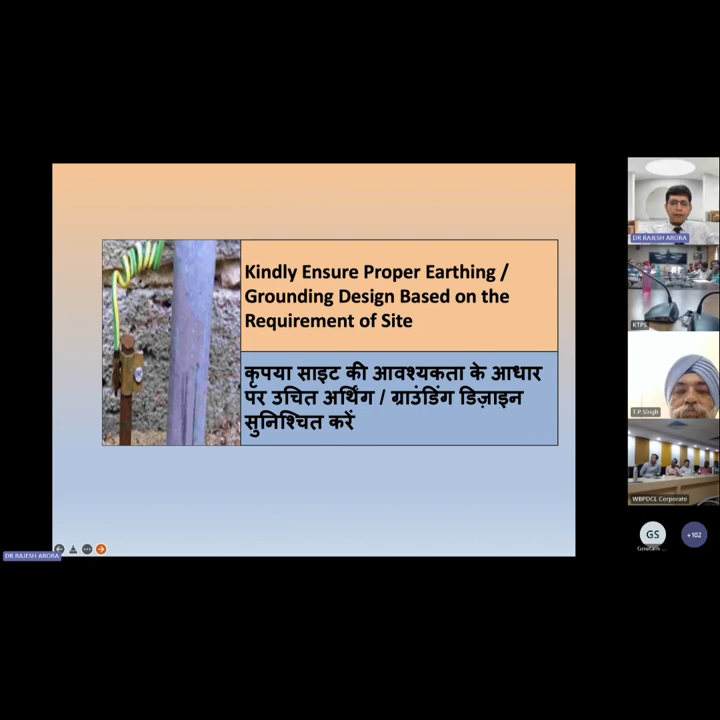 Kindly Ensure Proper Earthing /
Grounding Design Based on the
Requirement of Site
कृपया साइट की आवश्यकता के आधार
पर उचित अर्थिंग / ग्राउंडिंग डिज़ाइन
सुनिश्चित करें
DR RAJESH ARORA
DR RAJESH ARORA
KTPS
T.P.Singh
WBPDCL Corporate
GS
+102